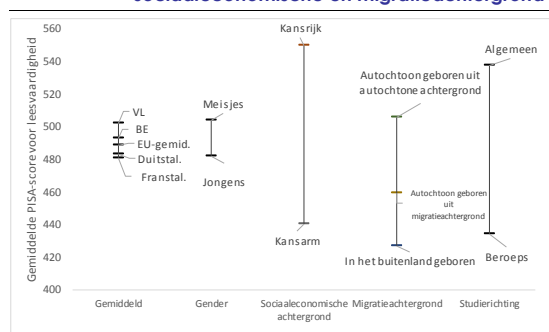 sociaaleconomische en migratieachtergrond
Gemiddelde PISA-score voor leesvaardigheid
560
540
520
500
480
460
440
420
400
VL
BE
EU-gemid.
Duitstal.
Franstal.
Meisjes
Jongens
Kansrijk
Kansarm
Autochtoon geboren uit
autochtone achtergrond
Autochtoon geboren
uit
migratieachtergrond
In het buitenland geboren
Algemeen
Beroeps
Gemiddeld
Gender
Sociaaleconomische
achtergrond
Migratieachtergrond
Studierichting